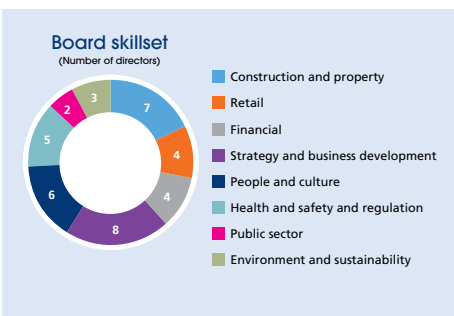 Board skillset
(Number of directors)
3
7
2
5
4
4
6
8
Construction and property
Retail
Financial
Strategy and business development
People and culture
Health and safety and regulation
Public sector
Environment and sustainability